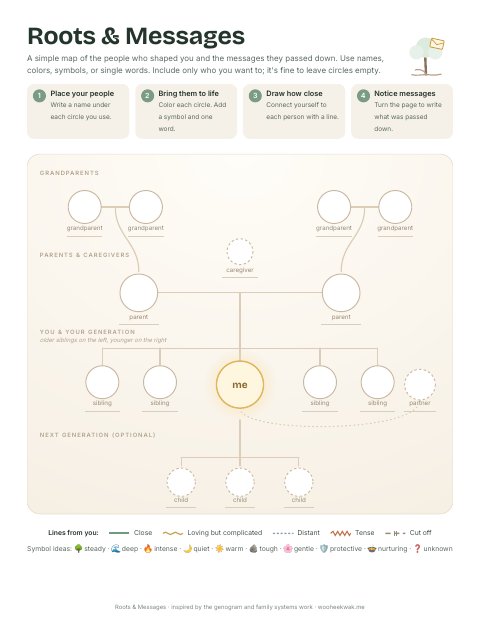 Roots & Messages
A simple map of the people who shaped you and the messages they passed down. Use names,
colors, symbols, or single words. Include only who you want to; it's fine to leave circles empty.
1 Place your people
Write a name under
each circle you use.
2 Bring them to life
Color each circle. Add
a symbol and one
word.
3 Draw how close
Connect yourself to
each person with a line.
4 Notice messages
Turn the page to write
what was passed
down.
GRANDPARENTS
grandparent grandparent grandparent grandparent
PARENTS & CAREGIVERS
caregiver
parent parent
YOU & YOUR GENERATION
older siblings on the left, younger on the right
me
sibling sibling sibling sibling partner
NEXT GENERATION (OPTIONAL)
child child child
Lines from you: Close Loving but complicated Distant Tense Cut off
Symbol ideas: 🌳 steady · 🌊 deep · 🔥 intense · 🌙 quiet · ☀️ warm · 🪨 tough · 🌸 gentle · 🛡️ protective · 🍲 nurturing · ❓ unknown
Roots & Messages · inspired by the genogram and family systems work · wooheekwak.me